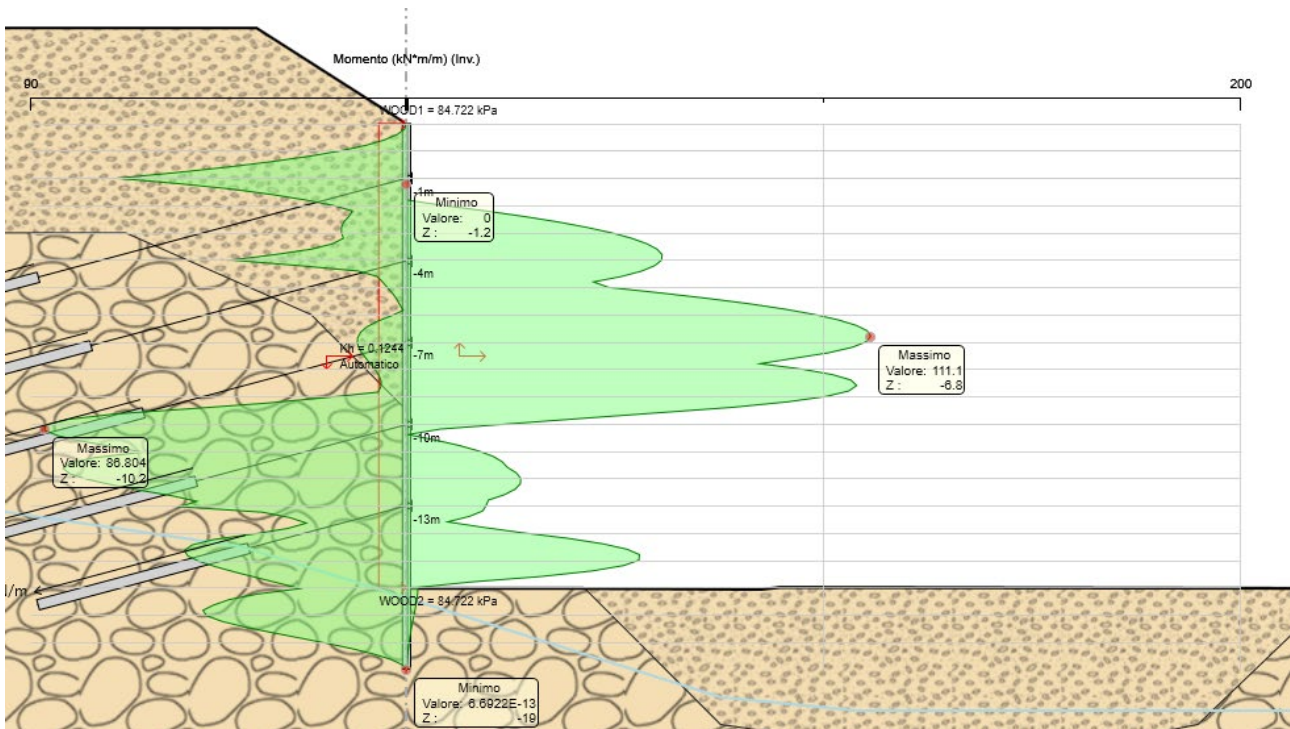 Momento (kN*m/m) (Inv.)
90
200
WOOD1 = 84.722 kPa
-1m
Minimo
Valore: 0
Z : -1.2
-4m
Kh = 0.1244
Automatico
-7m
Massimo
Valore: 111.1
Z : -6.8
-10m
Massimo
Valore: 86.804
Z : -10.2
-13m
/m
WOOD2 = 84.722 kPa
Minimo
Valore: 6.6922E-13
Z : -19